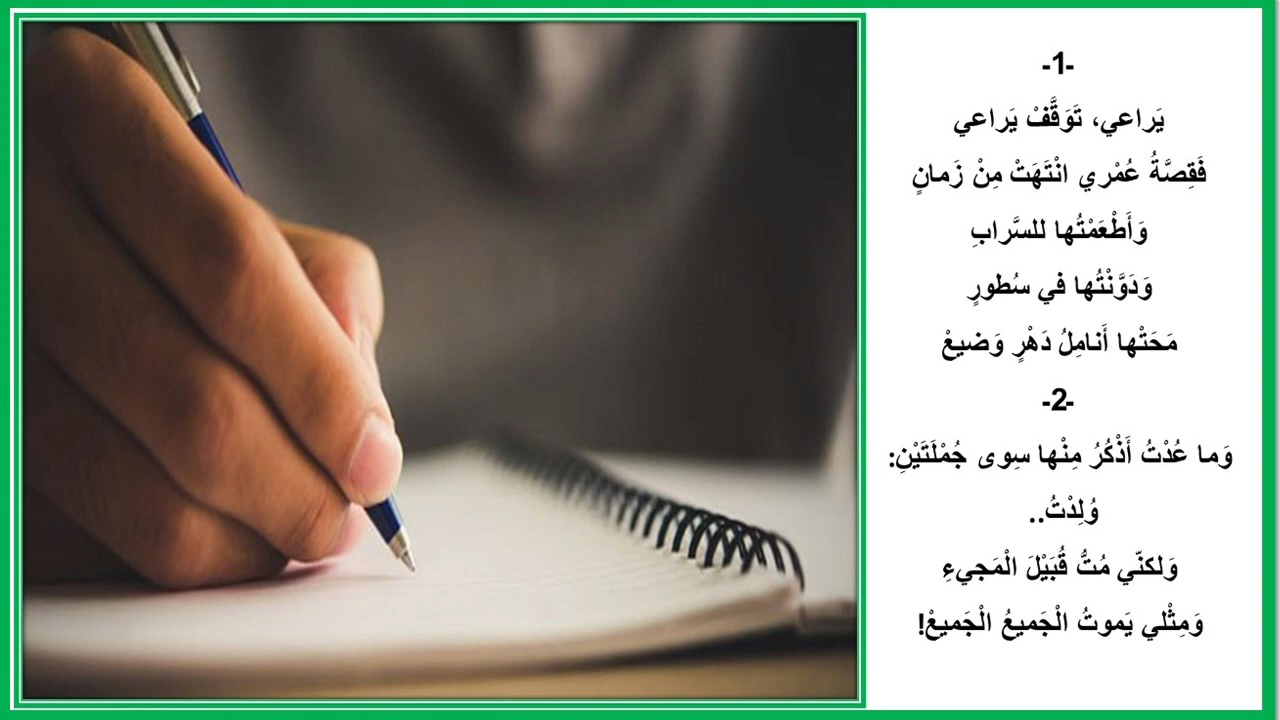 -1-
يَراعي، تَوَقَّفْ يَراعي
فَقِصَّةُ عُمْري انْتَهَتْ مِنْ زَمانٍ
وَأَطْعَمْتُها للسَّرابِ
وَدَوَّنْتُها في سُطورٍ
مَحَتْها أَنامِلُ دَهْرٍ وَضيعْ
-2-
وَما عُدْتُ أَذْكُرُ مِنْها سِوى جُمْلَتَيْنِ:
وُلِدْتُ..
وَلكنّي مُتُّ قُبَيْلَ الْمَجيءِ
وَمِثْلي يَموتُ الْجَميعُ الْجَميعْ!